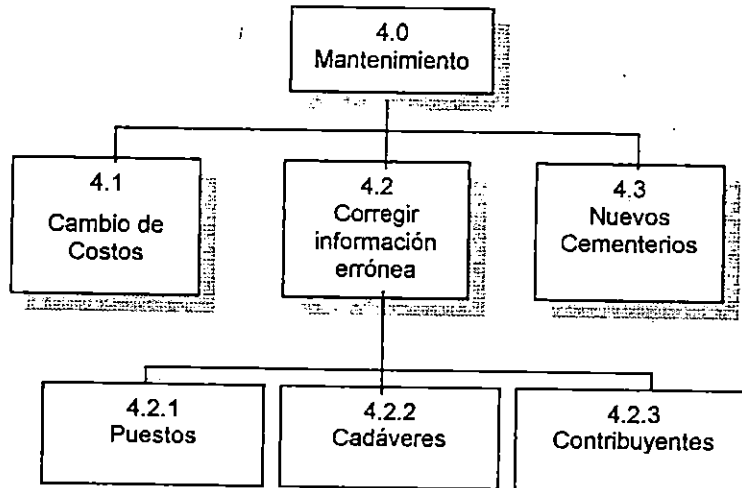 4.0
Mantenimiento
4.1
Cambio de
Costos
4.2
Corregir
información
errónea
4.3
Nuevos
Cementerios
4.2.1
Puestos
4.2.2
Cadáveres
4.2.3
Contribuyentes